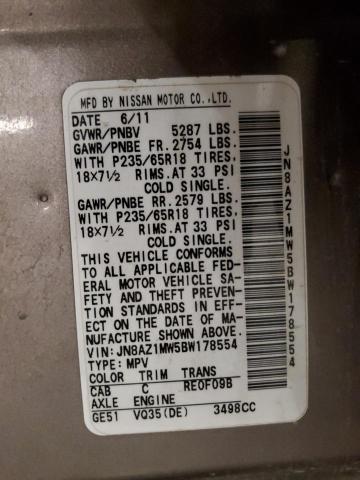 MFD BY NISSAN MOTOR CO.,LTD.
DATE 6/11
GVWR/PNBV 5287 LBS.
GAWR/PNBE FR. 2754 LBS.
WITH P235/65R18 TIRES,
18X7½ RIMS.AT 33 PSI
COLD SINGLE.
GAWR/PNBE RR. 2579 LBS.
WITH P235/65R18 TIRES,
18X7½ RIMS.AT 33 PSI
COLD SINGLE.
THIS VEHICLE CONFORMS
TO ALL APPLICABLE FED-
ERAL MOTOR VEHICLE SA-
FETY AND THEFT PREVEN-
TION STANDARDS IN EFF-
ECT ON THE DATE OF MA-
NUFACTURE SHOWN ABOVE.
VIN: JN8AZ1MW5BW178554
TYPE: MPV
COLOR TRIM TRANS
CAB C RE0F09B
AXLE ENGINE
GE51 VQ35(DE) 3498CC
JN8AZ1MW5BW178554